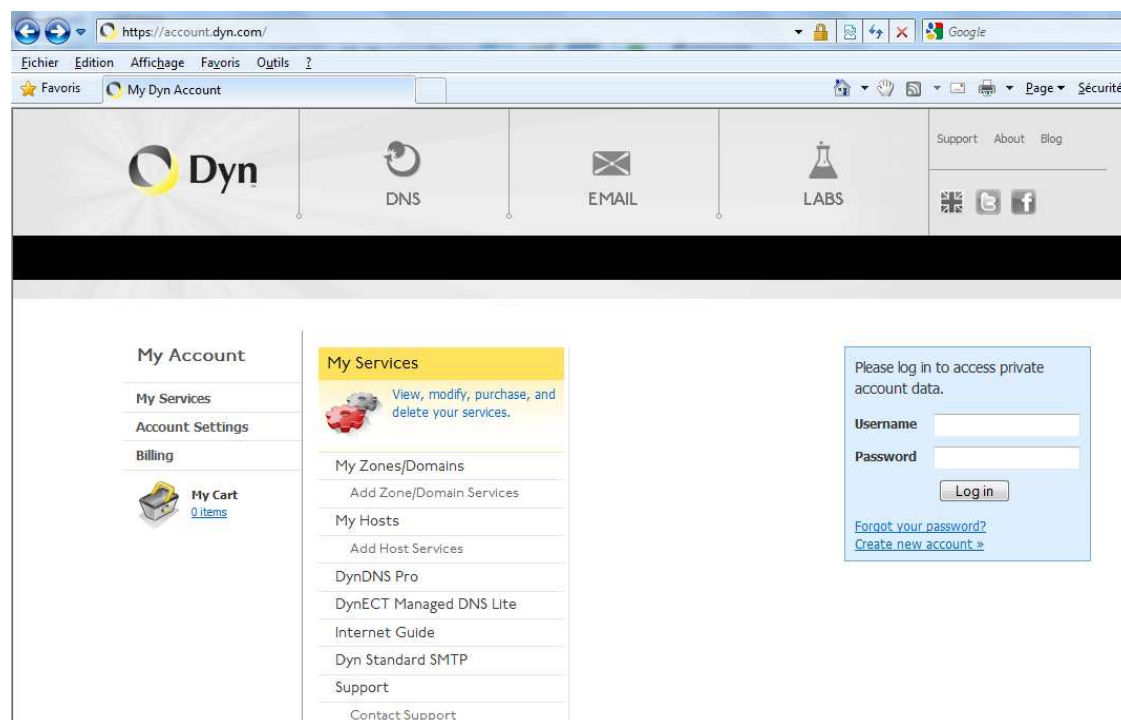 https://account.dyn.com/
Google
Fichier Edition Affichage Favoris Outils ?
Favoris
My Dyn Account
Page
Sécurité
Dyn
DNS
EMAIL
LABS
Support About Blog
My Account
My Services
Account Settings
Billing
My Cart
0 items
My Services
View, modify, purchase, and
delete your services.
My Zones/Domains
Add Zone/Domain Services
My Hosts
Add Host Services
DynDNS Pro
DynECT Managed DNS Lite
Internet Guide
Dyn Standard SMTP
Support
Contact Support
Please log in to access private
account data.
Username
Password
Log in
Forgot your password?
Create new account »